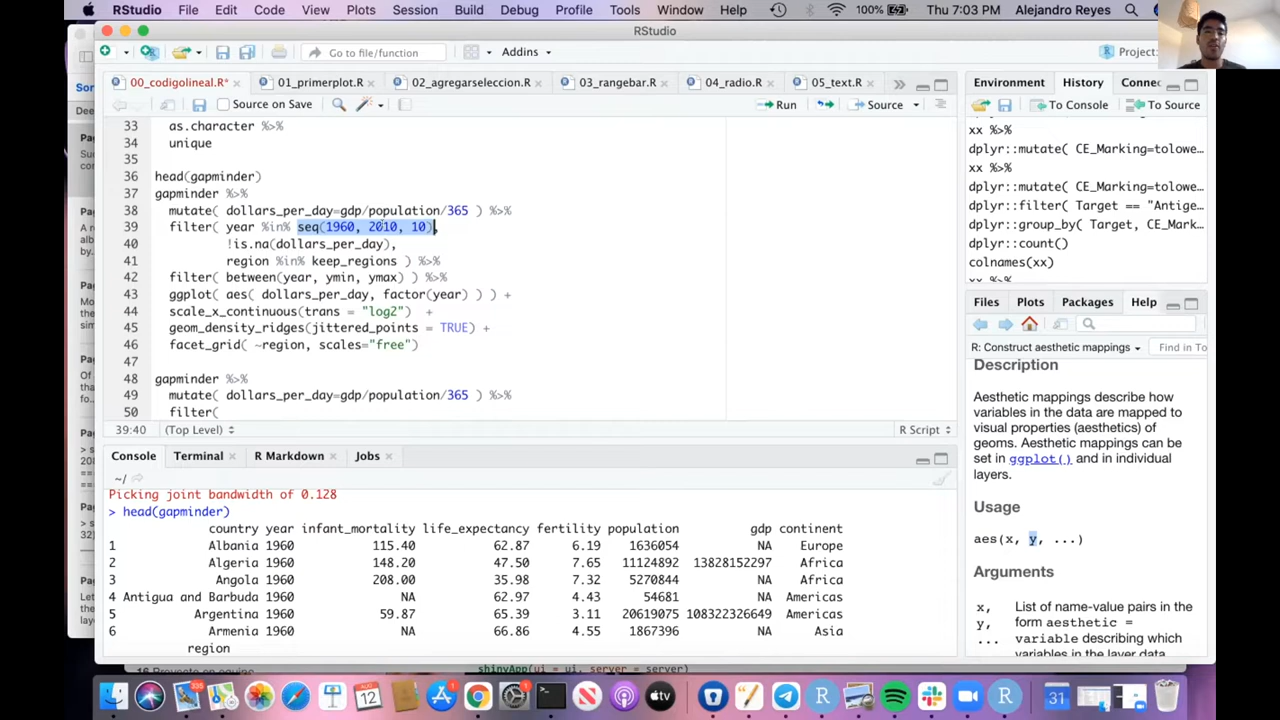 RStudio File Edit Code View Plots Session Build Debug Profile Tools Window Help 100% Thu 7:03 PM Alejandro Reyes
RStudio
Go to file/function Addins Project:
00_codigolineal.R* 01_primerplot.R 02_agregarseleccion.R 03_rangebar.R 04_radio.R 05_text.R
Source on Save Run Source
33 as.character %>%
34 unique
35
36 head(gapminder)
37 gapminder %>%
38 mutate( dollars_per_day=gdp/population/365 ) %>%
39 filter( year %in% seq(1960, 2010, 10),
40 !is.na(dollars_per_day),
41 region %in% keep_regions ) %>%
42 filter( between(year, ymin, ymax) ) %>%
43 ggplot( aes( dollars_per_day, factor(year) ) ) +
44 scale_x_continuous(trans = "log2") +
45 geom_density_ridges(jittered_points = TRUE) +
46 facet_grid( ~region, scales="free")
47
48 gapminder %>%
49 mutate( dollars_per_day=gdp/population/365 ) %>%
50 filter(
39:40 (Top Level) R Script
Console Terminal R Markdown Jobs
~/
Picking joint bandwidth of 0.128
> head(gapminder)
country year infant_mortality life_expectancy fertility population gdp continent
1 Albania 1960 115.40 62.87 6.19 1636054 NA Europe
2 Algeria 1960 148.20 47.50 7.65 11124892 13828152297 Africa
3 Angola 1960 208.00 35.98 7.32 5270844 NA Africa
4 Antigua and Barbuda 1960 NA 62.97 4.43 54681 NA Americas
5 Argentina 1960 59.87 65.39 3.11 20619075 108322326649 Americas
6 Armenia 1960 NA 66.86 4.55 1867396 NA Asia
region
Environment History Connec
To Console To Source
xx %>%
dplyr::mutate( CE_Marking=tolowe…
xx %>%
dplyr::mutate( CE_Marking=tolowe…
dplyr::filter( Target == "Antige…
dplyr::group_by( Target, CE_Mark…
dplyr::count()
colnames(xx)
xx %>%
Files Plots Packages Help
R: Construct aesthetic mappings Find in To
Description
Aesthetic mappings describe how
variables in the data are mapped to
visual properties (aesthetics) of
geoms. Aesthetic mappings can be
set in ggplot() and in individual
layers.
Usage
aes(x, y, ...)
Arguments
x, List of name-value pairs in the
y, form aesthetic =
... variable describing which
variables in the layer data
shinyApp(ui = ui, server = server)